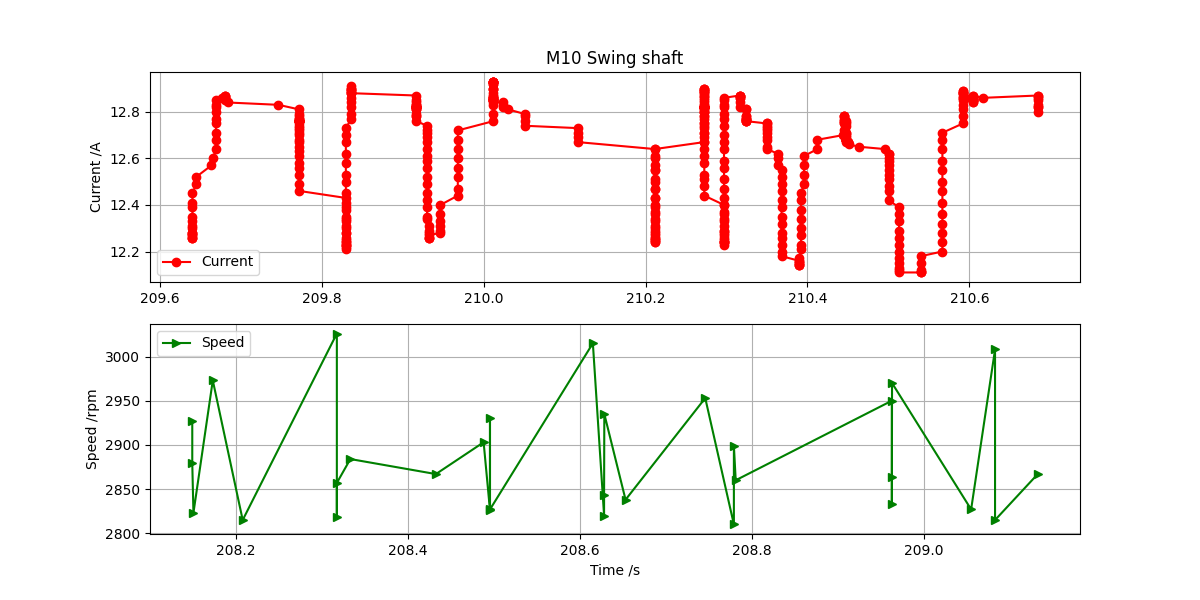 M10 Swing shaft
Current /A
12.8
12.6
12.4
12.2
Current
209.6 209.8 210.0 210.2 210.4 210.6
Speed /rpm
3000
2950
2900
2850
2800
Speed
208.2 208.4 208.6 208.8 209.0
Time /s